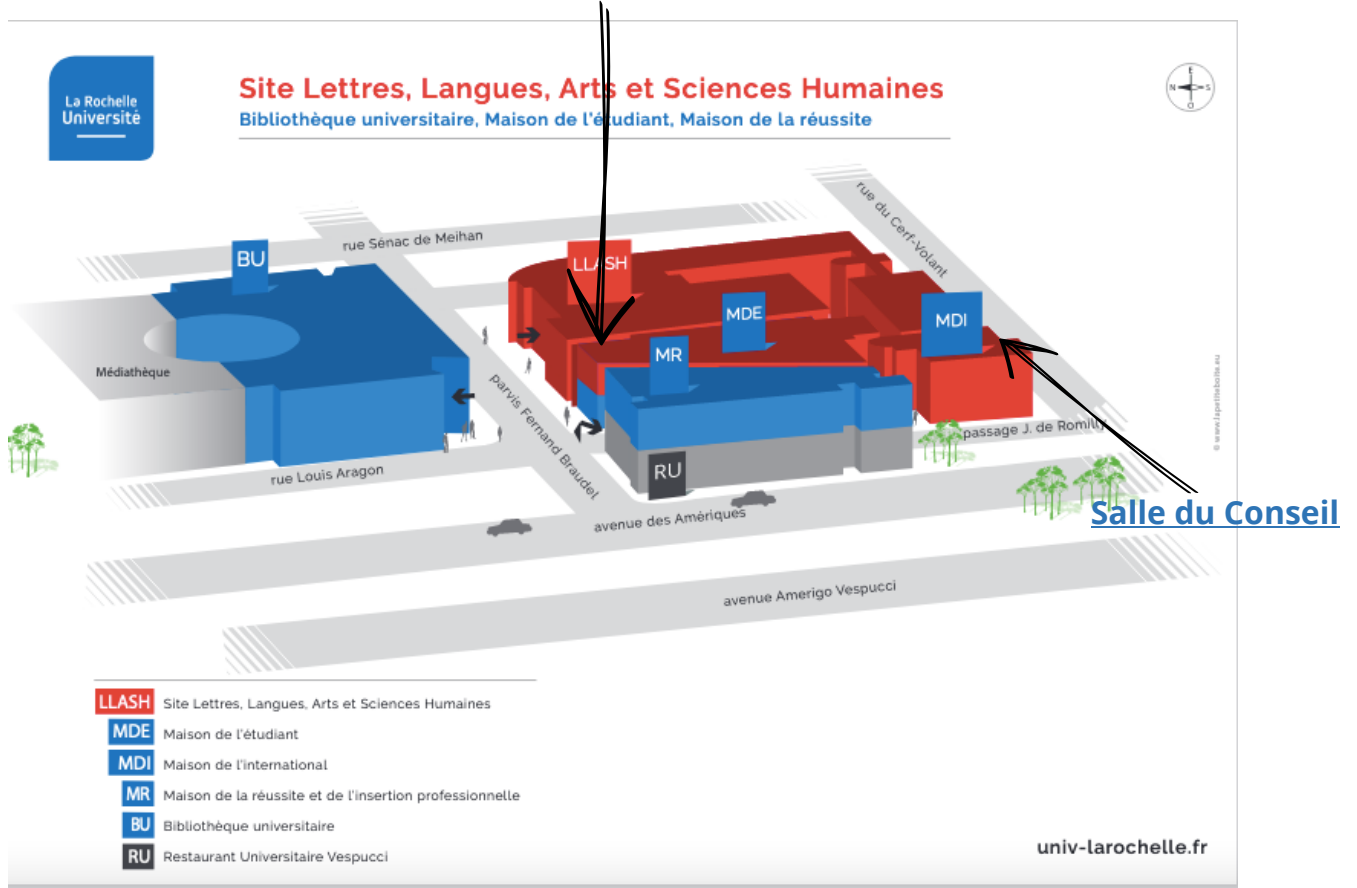 La Rochelle
Université
Site Lettres, Langues, Arts et Sciences Humaines
Bibliothèque universitaire, Maison de l'étudiant, Maison de la réussite
E
N S
O
rue du Cerf-Volant
rue Sénac de Meihan
BU
LLASH
MDE
MDI
MR
Médiathèque
parvis Fernand Braudel
© www.lapetiteboite.eu
passage J. de Romilly
RU
rue Louis Aragon
avenue des Amériques
Salle du Conseil
avenue Amerigo Vespucci
LLASH Site Lettres, Langues, Arts et Sciences Humaines
MDE Maison de l'étudiant
MDI Maison de l'international
MR Maison de la réussite et de l'insertion professionnelle
BU Bibliothèque universitaire
RU Restaurant Universitaire Vespucci
univ-larochelle.fr